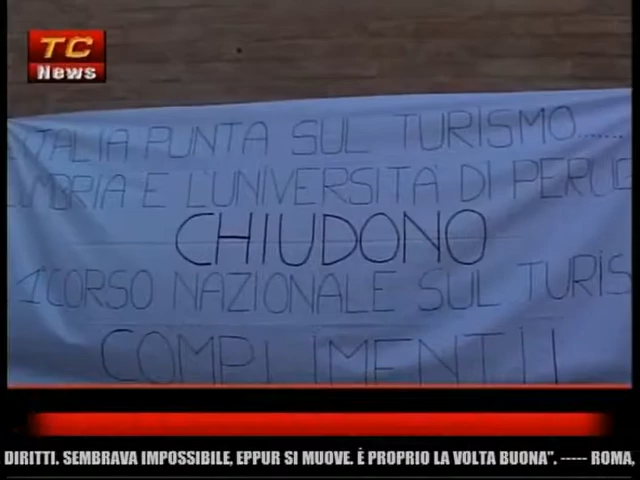 TC
News
L'ITALIA PUNTA SUL TURISMO.......
UMBRIA E L'UNIVERSITÀ DI PERUG
CHIUDONO
1° CORSO NAZIONALE SUL TURIS
COMPLIMENTI!
DIRITTI. SEMBRAVA IMPOSSIBILE, EPPUR SI MUOVE. È PROPRIO LA VOLTA BUONA". ----- ROMA,